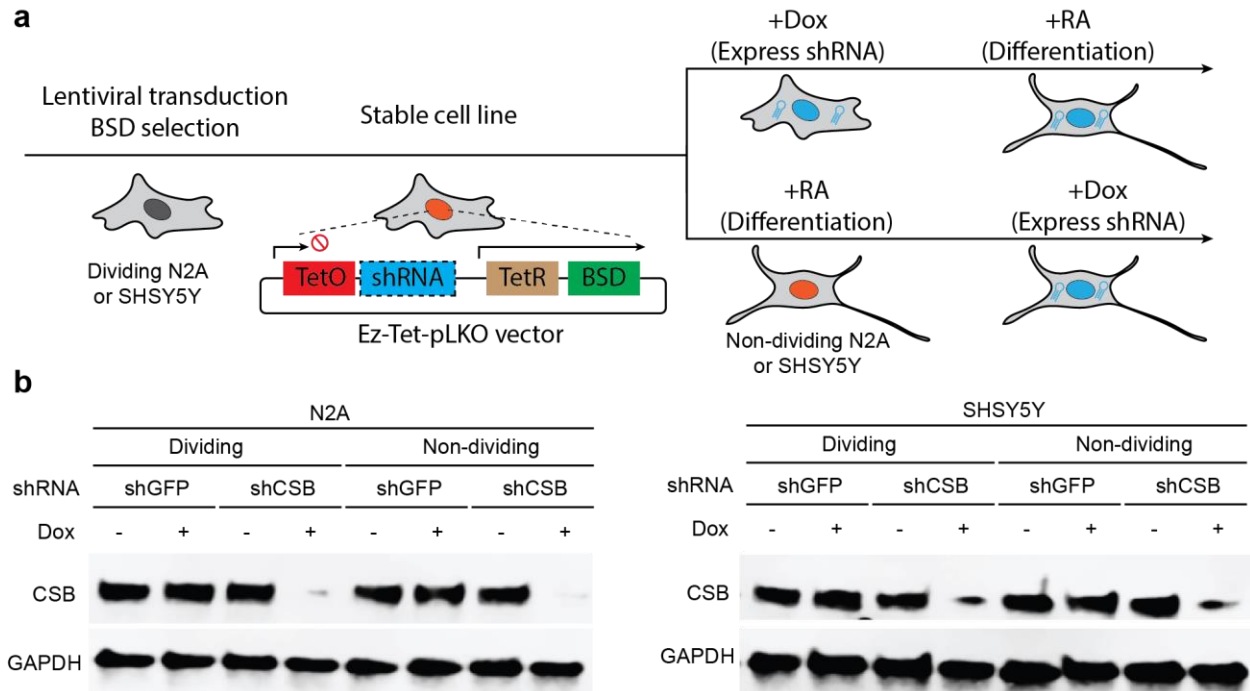 a
Lentiviral transduction
BSD selection
Stable cell line
+Dox
(Express shRNA)
+RA
(Differentiation)
Dividing N2A
or SHSY5Y
TetO shRNA TetR BSD
Ez-Tet-pLKO vector
+RA
(Differentiation)
+Dox
(Express shRNA)
Non-dividing N2A
or SHSY5Y
b
N2A
Dividing Non-dividing
shRNA shGFP shCSB shGFP shCSB
Dox - + - + - + - +
CSB
GAPDH
SHSY5Y
Dividing Non-dividing
shRNA shGFP shCSB shGFP shCSB
Dox - + - + - + - +
CSB
GAPDH